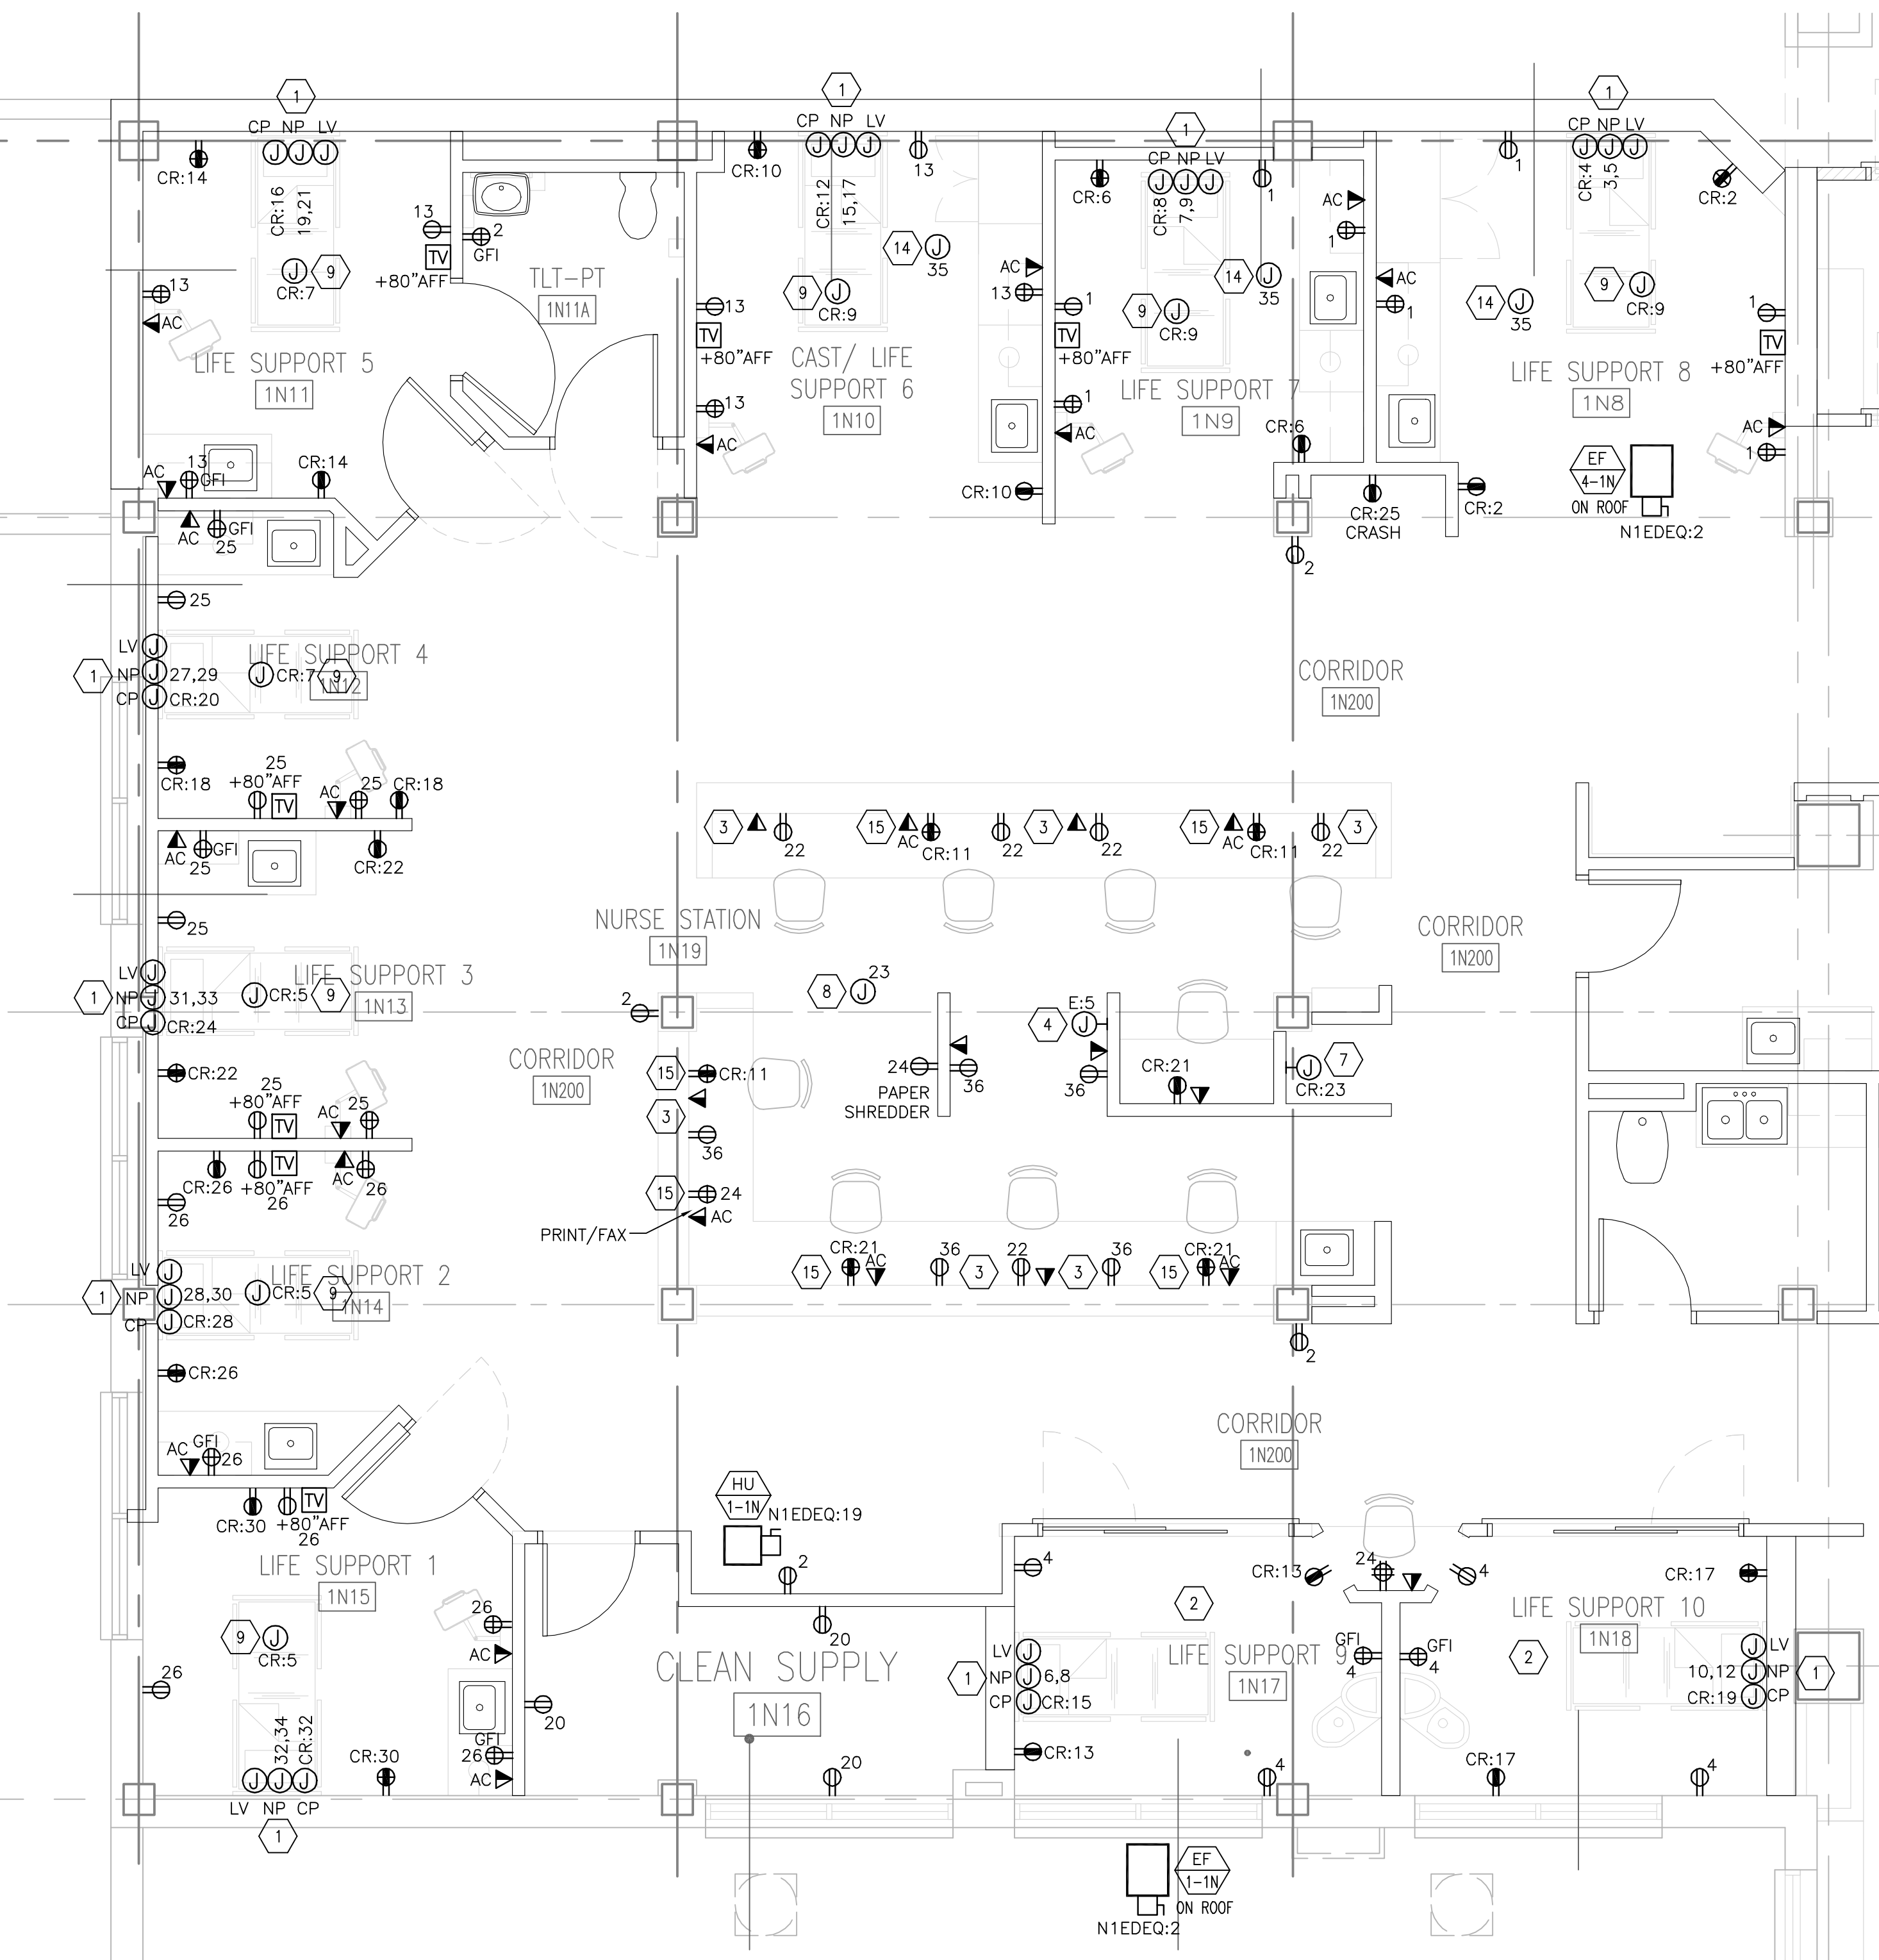 1
1
1
1
CP NP LV
CR:14
CR:16
19,21
J J J
J
9
CR:7
13
TV
+80"AFF
2
GFI
13
AC
LIFE SUPPORT 5
1N11
TLT-PT
1N11A
CP NP LV
J J J
CR:10
CR:12
15,17
13
14
J
35
9
J
CR:9
13
TV
+80"AFF
CAST/ LIFE
SUPPORT 6
1N10
13
AC
AC
13
CR:10
CP NP LV
J J J
CR:6
CR:8
7,9
1
AC
1
14
J
35
9
J
CR:9
1
TV
+80"AFF
LIFE SUPPORT 7
1N9
1
AC
CR:6
AC
1
CP NP LV
J J J
1
CR:4
3,5
CR:2
14
J
35
9
J
CR:9
1
TV
+80"AFF
LIFE SUPPORT 8
1N8
AC
1
EF
4-1N
ON ROOF
N1EDEQ:2
CR:2
CR:25
CRASH
2
AC
13
GFI
CR:14
AC
GFI
25
25
LV J
1
NP J 27,29
CP J CR:20
J CR:7
9
LIFE SUPPORT 4
1N12
CORRIDOR
1N200
CR:18
25
+80"AFF
TV
AC
25
CR:18
AC
25
GFI
CR:22
25
LV J
1
NP J 31,33
CP J CR:24
J CR:5
9
LIFE SUPPORT 3
1N13
CR:22
25
+80"AFF
TV
AC
25
CR:26
TV
+80"AFF
26
AC
26
26
LV J
1
NP J 28,30
CP J CR:28
J CR:5
9
LIFE SUPPORT 2
1N14
CR:26
3
22
15
AC
CR:11
22
3
22
15
AC
CR:11
22
3
NURSE STATION
1N19
CORRIDOR
1N200
8
J
23
2
CORRIDOR
1N200
15
CR:11
3
36
15
24
AC
PRINT/FAX
24
PAPER
SHREDDER
36
E:5
4
J
36
CR:21
J
7
CR:23
15
CR:21
AC
36
3
22
3
36
15
CR:21
AC
2
CORRIDOR
1N200
AC
GFI
26
CR:30
TV
+80"AFF
26
LIFE SUPPORT 1
1N15
9
J
CR:5
26
26
AC
32,34
CR:32
J J J
LV NP CP
1
CR:30
GFI
26
AC
HU
1-1N
N1EDEQ:19
2
20
CLEAN SUPPLY
1N16
20
20
4
CR:13
24
4
CR:17
2
LV J
1
NP J 6,8
CP J CR:15
LIFE SUPPORT 9
1N17
CR:13
4
GFI
4
GFI
4
LIFE SUPPORT 10
1N18
2
J LV
10,12 J NP
1
CR:19 J CP
CR:17
4
EF
1-1N
ON ROOF
N1EDEQ:2